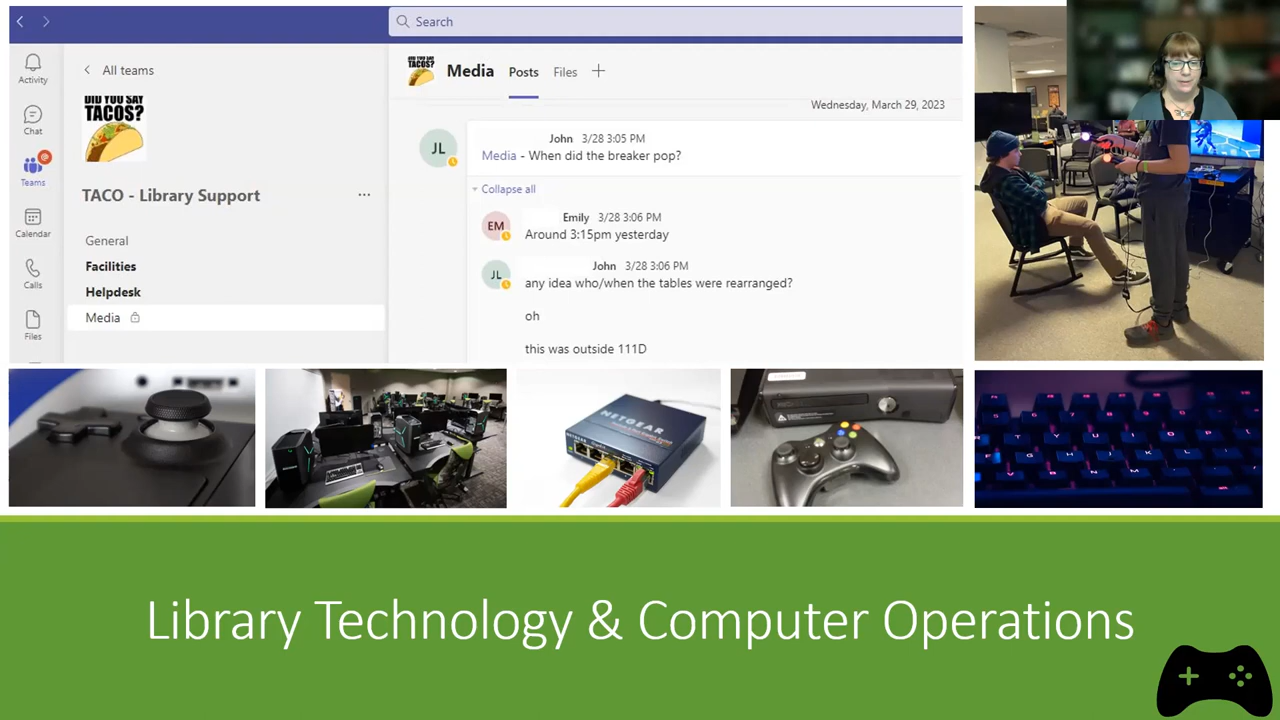 Search
Activity
Chat
Teams
Calendar
Calls
Files
All teams
DID YOU SAY
TACOS?
TACO - Library Support
General
Facilities
Helpdesk
Media
DID YOU SAY
TACOS?
Media Posts Files
Wednesday, March 29, 2023
JL
John 3/28 3:05 PM
Media - When did the breaker pop?
Collapse all
EM
Emily 3/28 3:06 PM
Around 3:15pm yesterday
JL
John 3/28 3:06 PM
any idea who/when the tables were rearranged?
oh
this was outside 111D
NETGEAR
Library Technology & Computer Operations